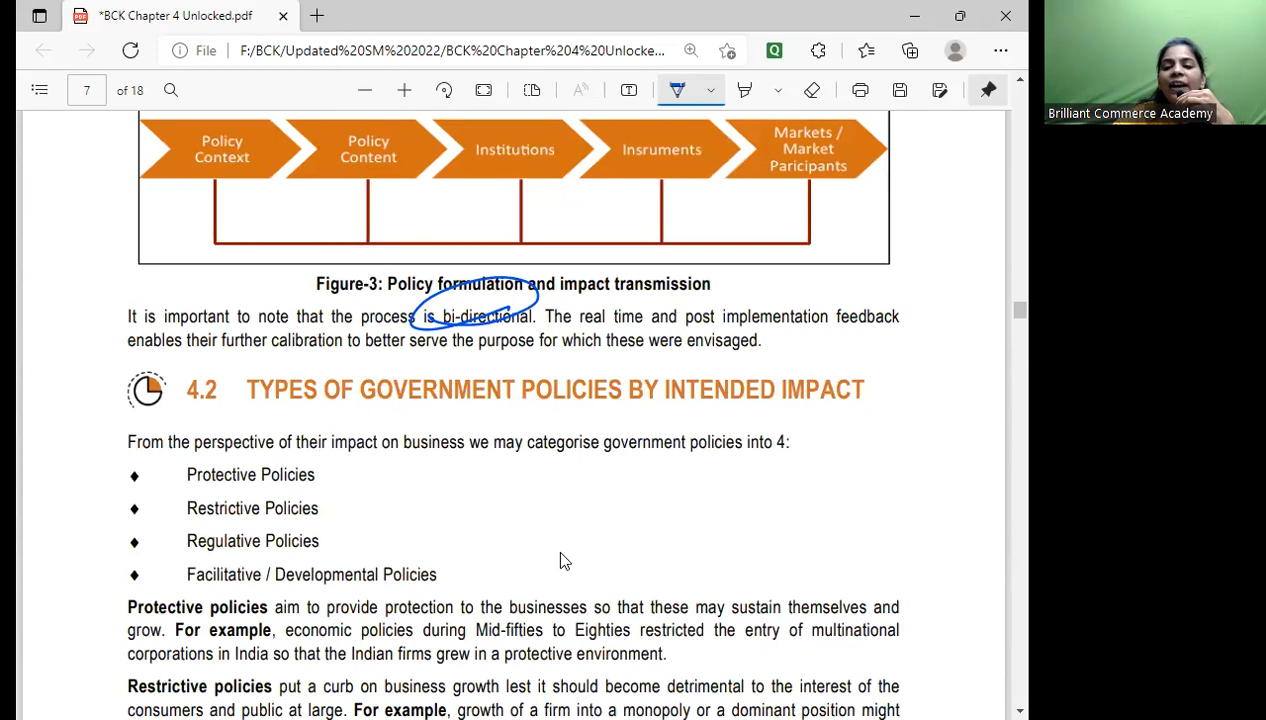 *BCK Chapter 4 Unlocked.pdf
File F:/BCK/Updated%20SM%202022/BCK%20Chapter%204%20Unlocke...
7 of 18
Policy Context
Policy Content
Institutions
Insruments
Markets / Market Paricipants
Figure-3: Policy formulation and impact transmission
It is important to note that the process is bi-directional. The real time and post implementation feedback
enables their further calibration to better serve the purpose for which these were envisaged.
4.2 TYPES OF GOVERNMENT POLICIES BY INTENDED IMPACT
From the perspective of their impact on business we may categorise government policies into 4:
Protective Policies
Restrictive Policies
Regulative Policies
Facilitative / Developmental Policies
Protective policies aim to provide protection to the businesses so that these may sustain themselves and
grow. For example, economic policies during Mid-fifties to Eighties restricted the entry of multinational
corporations in India so that the Indian firms grew in a protective environment.
Restrictive policies put a curb on business growth lest it should become detrimental to the interest of the
consumers and public at large. For example, growth of a firm into a monopoly or a dominant position might
Brilliant Commerce Academy